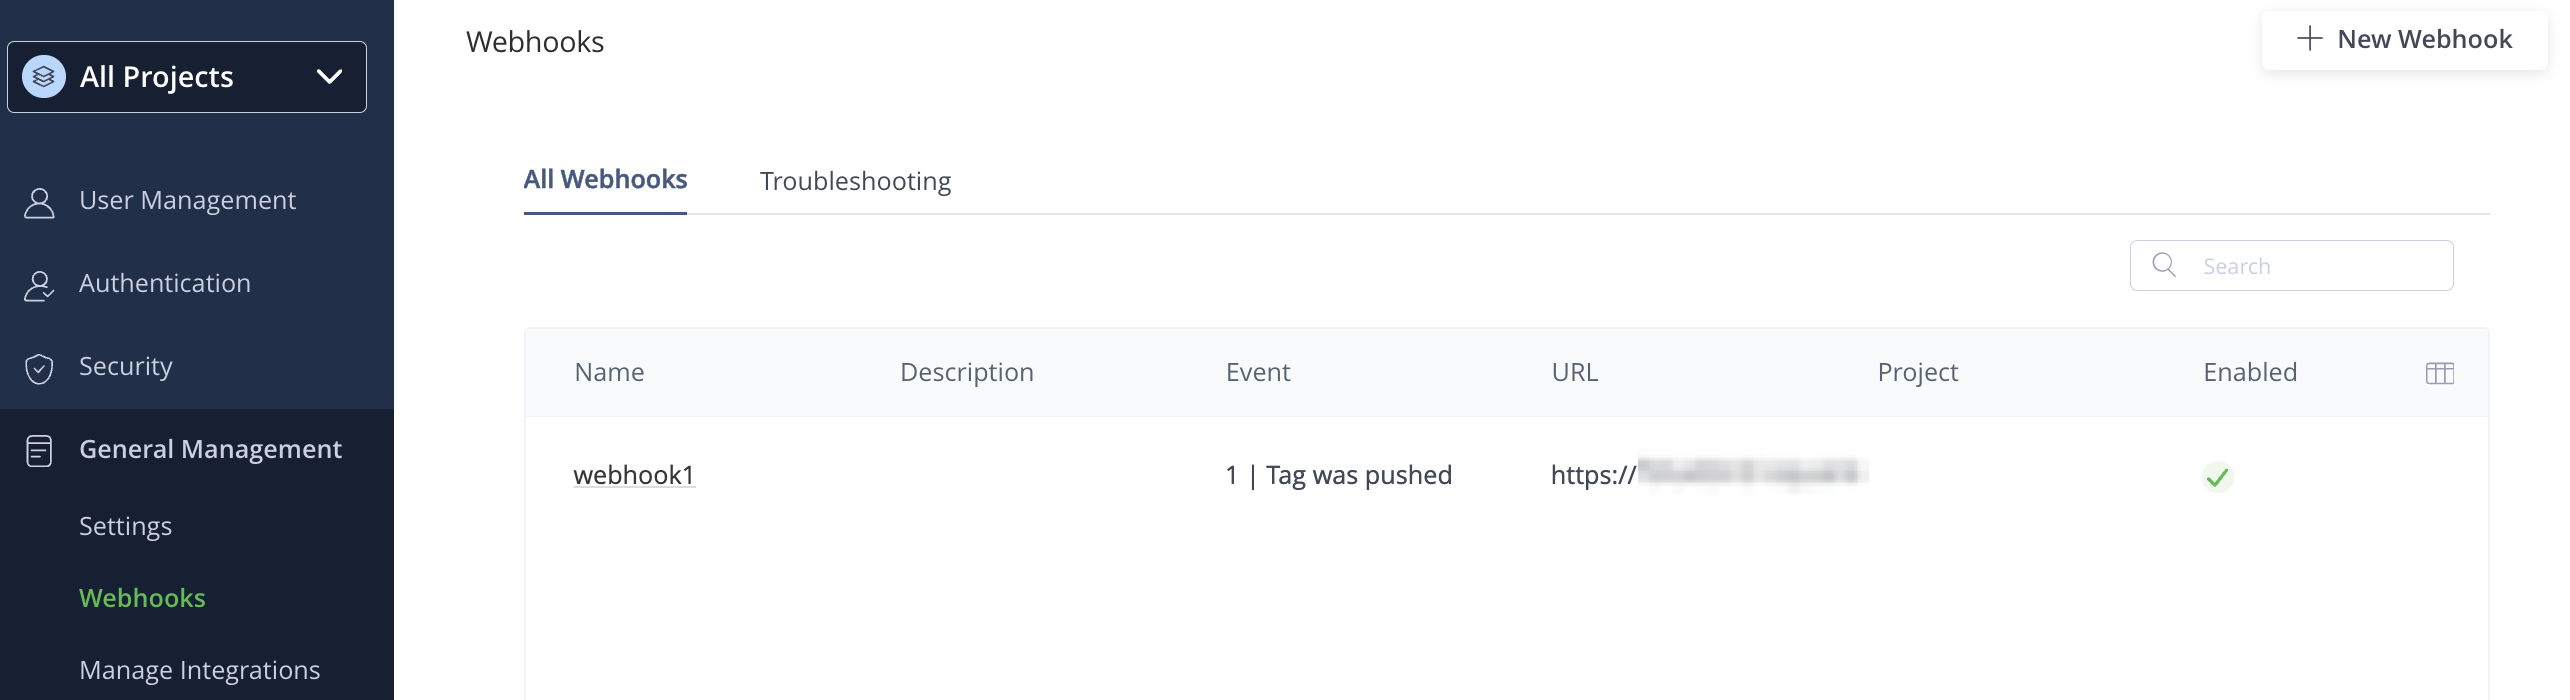 All Projects
User Management
Authentication
Security
General Management
Settings
Webhooks
Manage Integrations
Webhooks
New Webhook
All Webhooks Troubleshooting
Search
Name Description Event URL Project Enabled
webhook1 1 | Tag was pushed https://